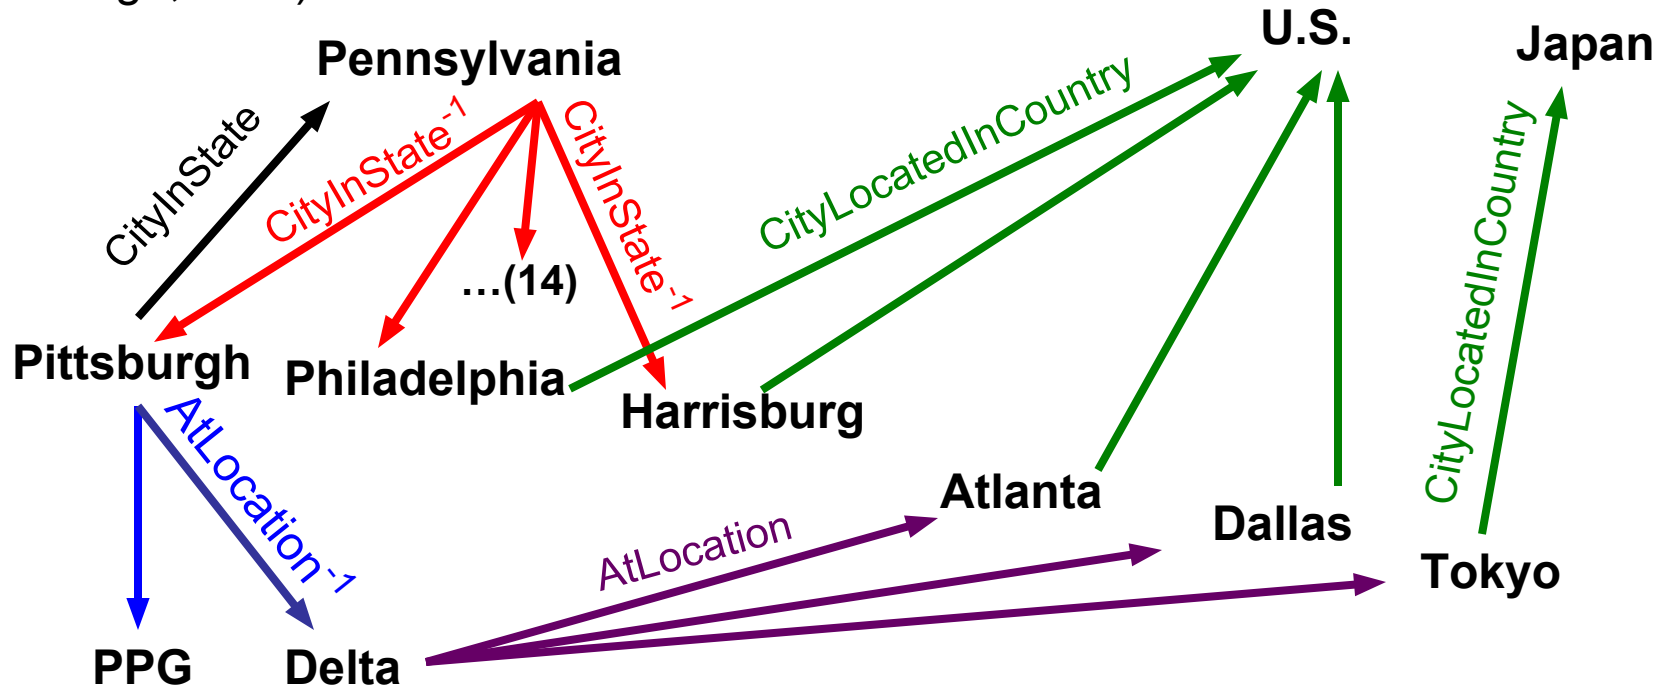 U.S.
Japan
Pennsylvania
CityInState
CityInState-1
CityInState-1
CityLocatedInCountry
CityLocatedInCountry
…(14)
Pittsburgh
Philadelphia
Harrisburg
AtLocation-1
Atlanta
Dallas
AtLocation
Tokyo
PPG
Delta